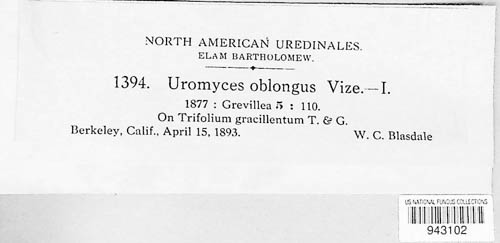 NORTH AMERICAN UREDINALES.
ELAM BARTHOLOMEW.
1394. Uromyces oblongus Vize.—I.
1877 : Grevillea 5 : 110.
On Trifolium gracillentum T. & G.
Berkeley, Calif., April 15, 1893. W. C. Blasdale
US NATIONAL FUNGUS COLLECTIONS
943102